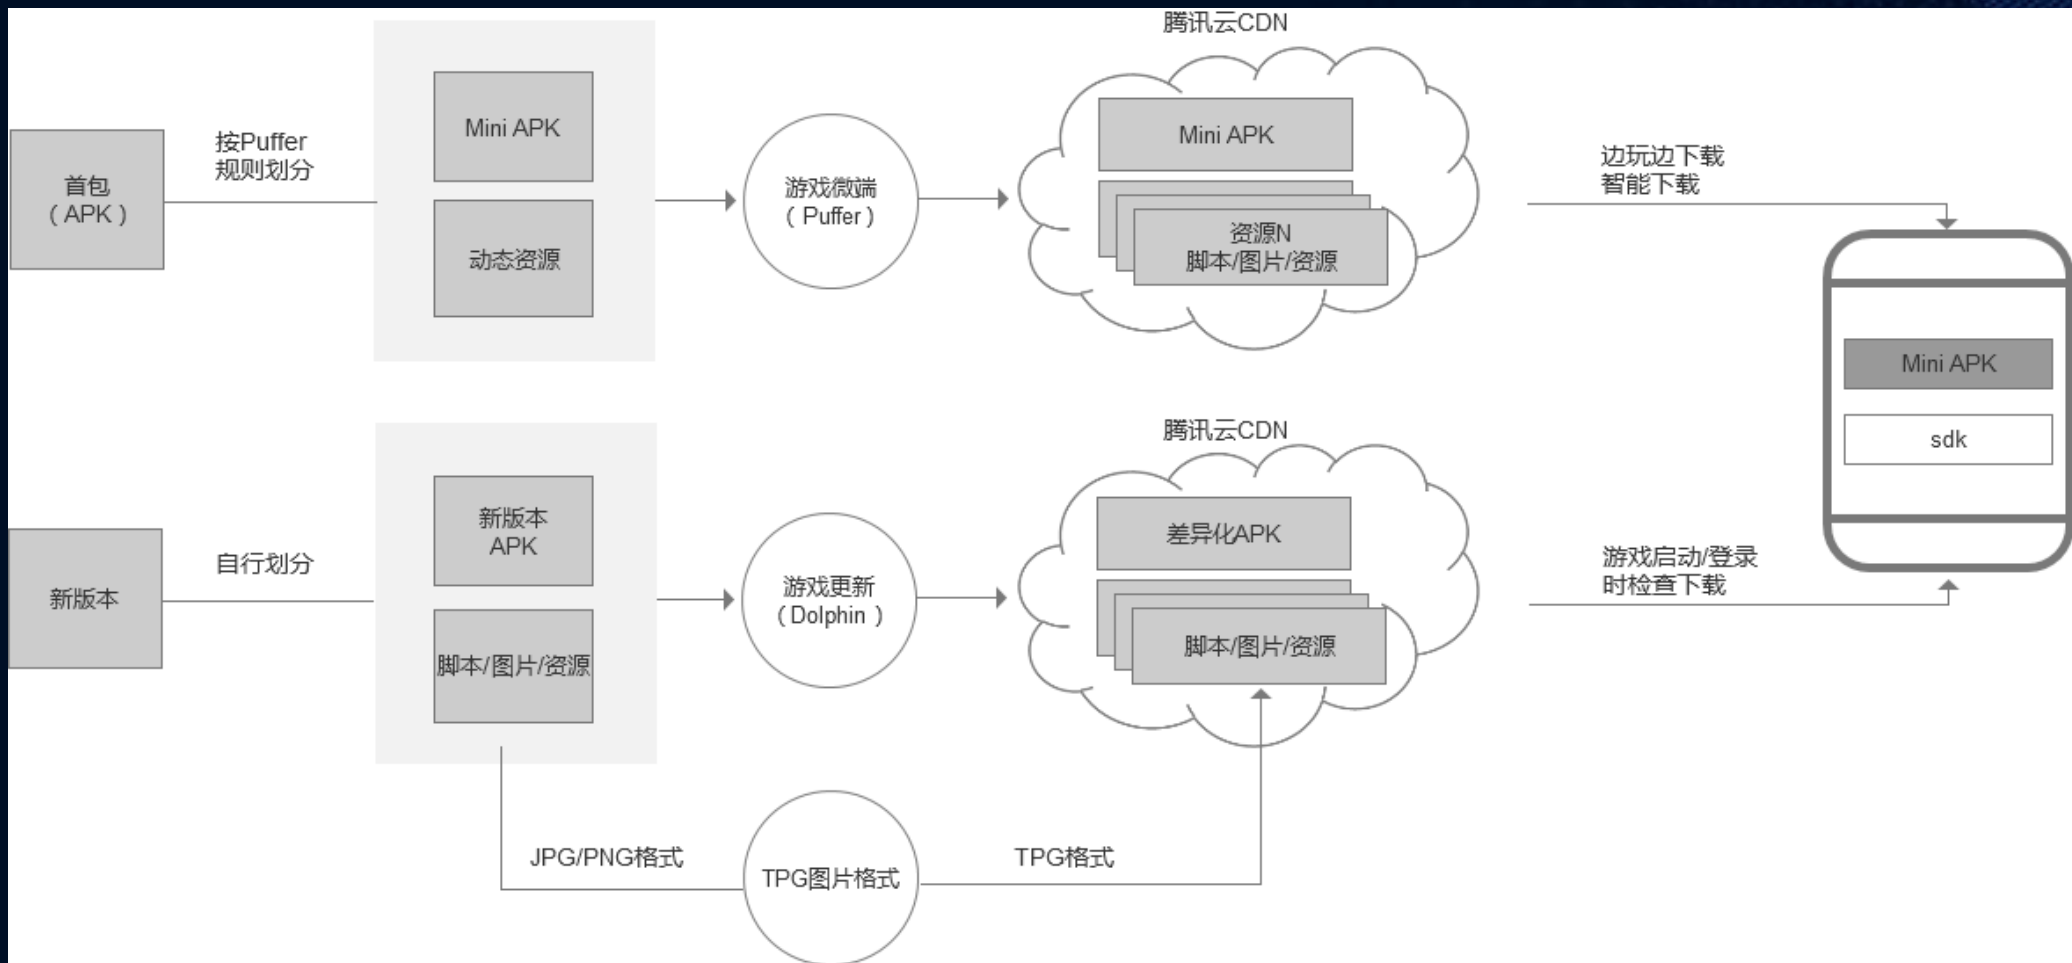 腾讯云CDN
首包
（APK）
按Puffer
规则划分
Mini APK
动态资源
游戏微端
（Puffer）
Mini APK
资源N
脚本/图片/资源
边玩边下载
智能下载
Mini APK
sdk
新版本
自行划分
新版本
APK
脚本/图片/资源
游戏更新
（Dolphin）
腾讯云CDN
差异化APK
脚本/图片/资源
游戏启动/登录
时检查下载
JPG/PNG格式
TPG图片格式
TPG格式